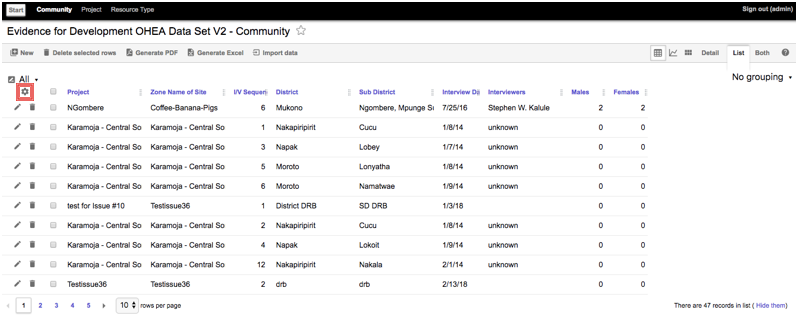 Start Community Project Resource Type Sign out (admin)
Evidence for Development OHEA Data Set V2 - Community
New Delete selected rows Generate PDF Generate Excel Import data Detail List Both
All No grouping
Project Zone Name of Site I/V Sequen District Sub District Interview Da Interviewers Males Females
NGombere Coffee-Banana-Pigs 6 Mukono Ngombere, Mpunge Su 7/25/16 Stephen W. Kalule 2 2
Karamoja - Central So Karamoja - Central So 1 Nakapiripirit Cucu 1/8/14 unknown 0 0
Karamoja - Central So Karamoja - Central So 3 Napak Lobey 1/7/14 unknown 0 0
Karamoja - Central So Karamoja - Central So 5 Moroto Lonyatha 1/8/14 unknown 0 0
Karamoja - Central So Karamoja - Central So 6 Moroto Namatwae 1/9/14 unknown 0 0
test for Issue #10 Testissue36 1 District DRB SD DRB 1/3/18 0 0
Karamoja - Central So Karamoja - Central So 2 Nakapiripirit Cucu 1/8/14 unknown 0 0
Karamoja - Central So Karamoja - Central So 4 Napak Lokoit 1/9/14 unknown 0 0
Karamoja - Central So Karamoja - Central So 12 Nakapiripirit Nakala 2/1/14 unknown 0 0
Testissue36 Testissue36 2 drb drb 2/13/18 0 0
1 2 3 4 5 10 rows per page There are 47 records in list ( Hide them)